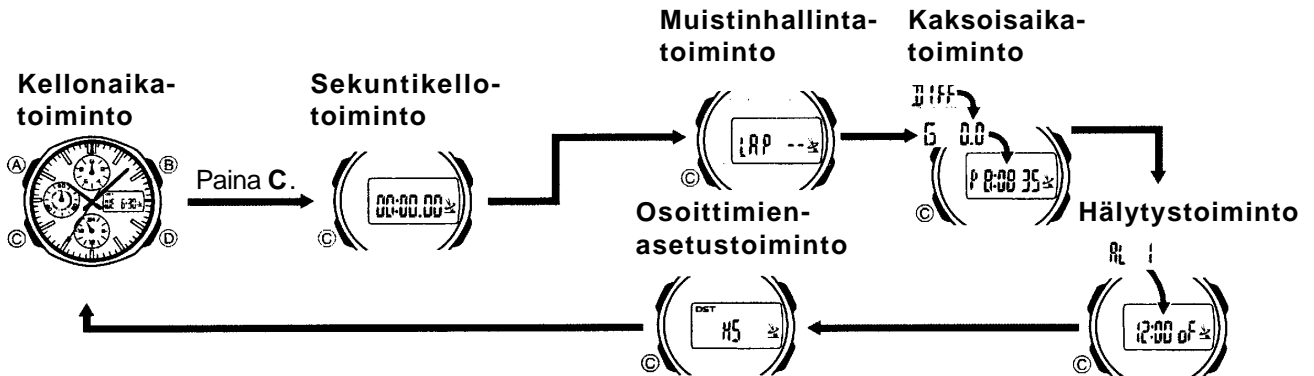 Muistinhallinta-
toiminto
Kaksoisaika-
toiminto
Kellonaika-
toiminto
Sekuntikello-
toiminto
DIFF
G 0.0
A
B
C
D
Paina C.
00:00.00
C
LAP --
C
P 8:08 35
C
Osoittimien-
asetustoiminto
Hälytystoiminto
AL 1
DST
HS
C
12:00 oF
C